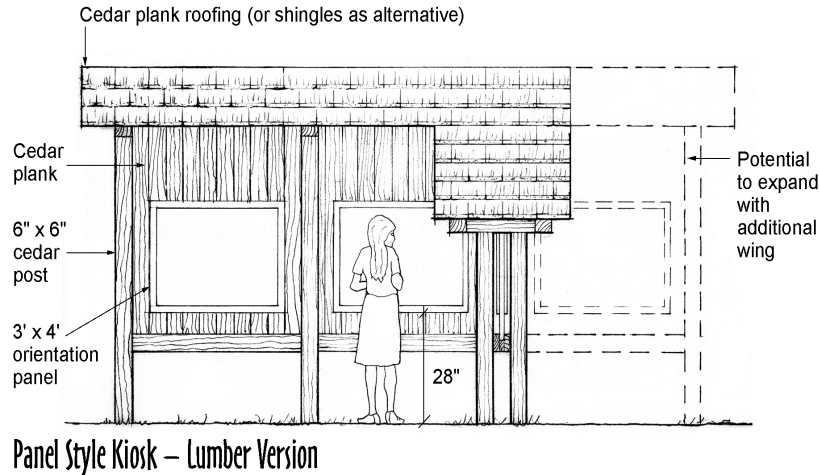 Cedar plank roofing (or shingles as alternative)
Cedar
plank
6" x 6"
cedar
post
3' x 4'
orientation
panel
28"
Potential
to expand
with
additional
wing
Panel Style Kiosk – Lumber Version